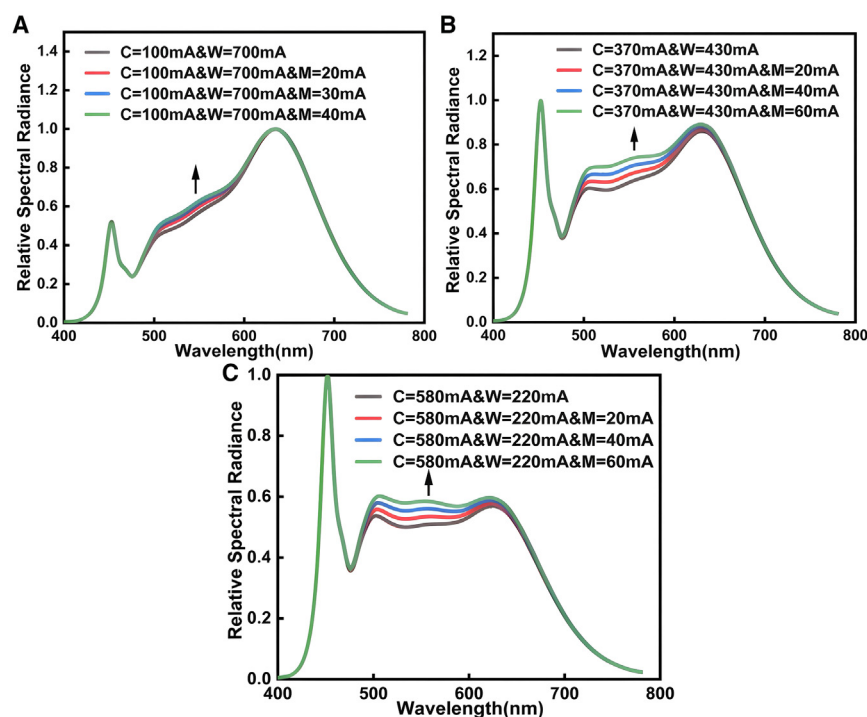 A
1.4
1.2
1.0
0.8
0.6
0.4
0.2
0.0
Relative Spectral Radiance
C=100mA&W=700mA
C=100mA&W=700mA&M=20mA
C=100mA&W=700mA&M=30mA
C=100mA&W=700mA&M=40mA
400 500 600 700 800
Wavelength(nm)
B
1.2
1.0
0.8
0.6
0.4
0.2
0.0
Relative Spectral Radiance
C=370mA&W=430mA
C=370mA&W=430mA&M=20mA
C=370mA&W=430mA&M=40mA
C=370mA&W=430mA&M=60mA
400 500 600 700 800
Wavelength(nm)
C
1.0
0.8
0.6
0.4
0.2
0.0
Relative Spectral Radiance
C=580mA&W=220mA
C=580mA&W=220mA&M=20mA
C=580mA&W=220mA&M=40mA
C=580mA&W=220mA&M=60mA
400 500 600 700 800
Wavelength(nm)